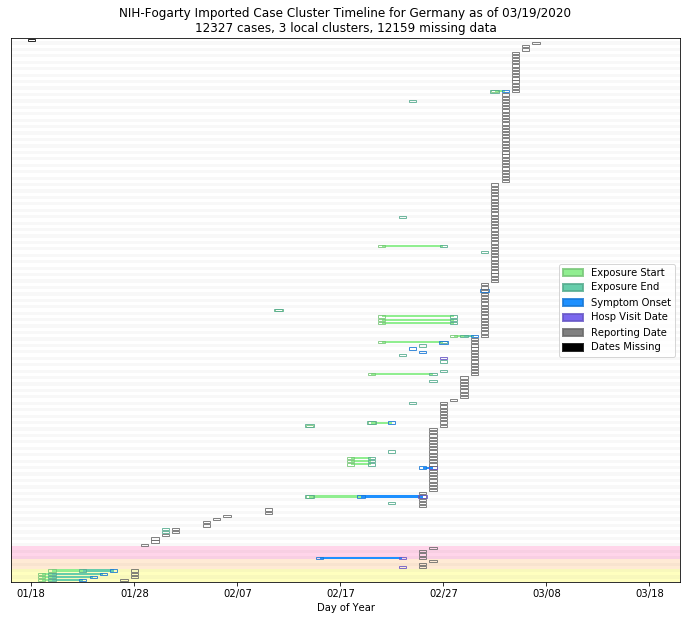 NIH-Fogarty Imported Case Cluster Timeline for Germany as of 03/19/2020
12327 cases, 3 local clusters, 12159 missing data
Exposure Start
Exposure End
Symptom Onset
Hosp Visit Date
Reporting Date
Dates Missing
01/18
01/28
02/07
02/17
02/27
03/08
03/18
Day of Year